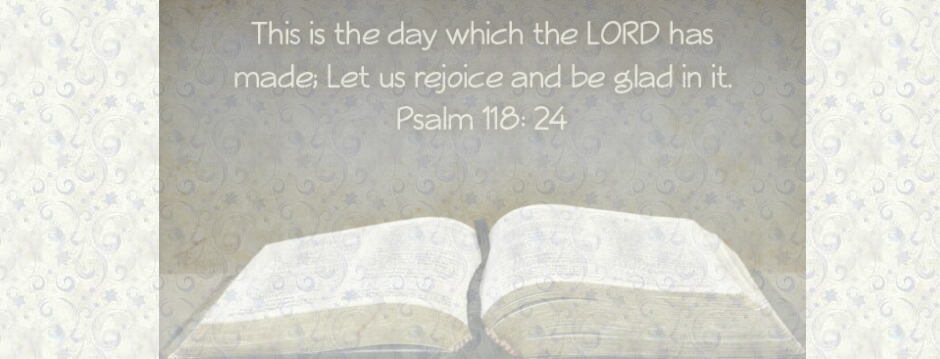 This is the day which the LORD has
made; Let us rejoice and be glad in it.
Psalm 118: 24